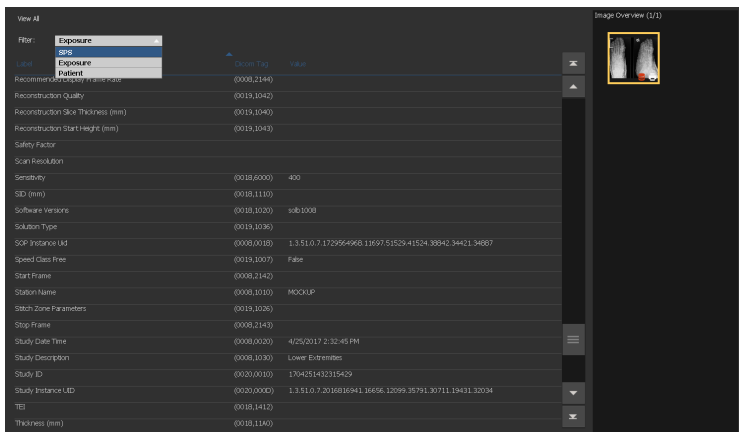 View All
Image Overview (1/1)
Filter: Exposure
SPS
Exposure
Patient
Label Dicom Tag Value
Recommended Display Frame Rate (0008,2144)
Reconstruction Quality (0019,1042)
Reconstruction Slice Thickness (mm) (0019,1040)
Reconstruction Start Height (mm) (0019,1043)
Safety Factor
Scan Resolution
Sensitivity (0018,6000) 400
SID (mm) (0018,1110)
Software Versions (0018,1020) solb1008
Solution Type (0019,1036)
SOP Instance Uid (0008,0018) 1.3.51.0.7.1729564968.11697.51529.41524.38842.34421.34887
Speed Class Free (0019,1007) False
Start Frame (0008,2142)
Station Name (0008,1010) MOCKUP
Stitch Zone Parameters (0019,1026)
Stop Frame (0008,2143)
Study Date Time (0008,0020) 4/25/2017 2:32:45 PM
Study Description (0008,1030) Lower Extremities
Study ID (0020,0010) 1704251432315429
Study Instance UID (0020,000D) 1.3.51.0.7.2016816941.16656.12099.35791.30711.19431.32034
TEI (0018,1412)
Thickness (mm) (0018,11A0)